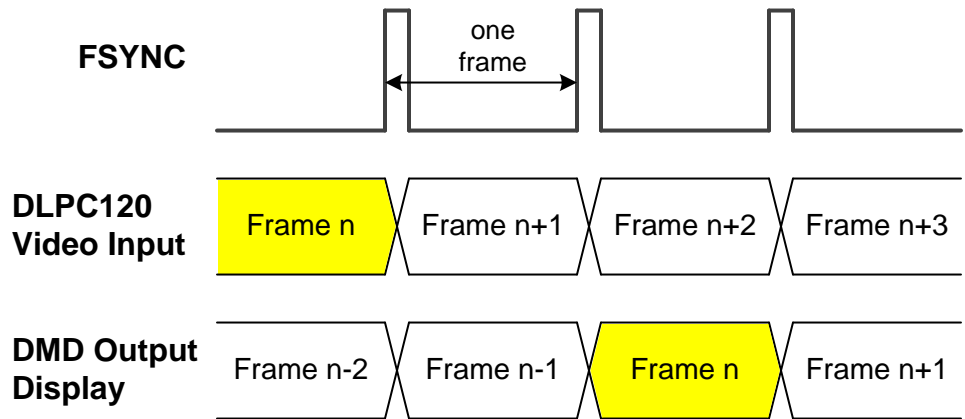 FSYNC
one
frame
DLPC120
Video Input
Frame n
Frame n+1
Frame n+2
Frame n+3
DMD Output
Display
Frame n-2
Frame n-1
Frame n
Frame n+1